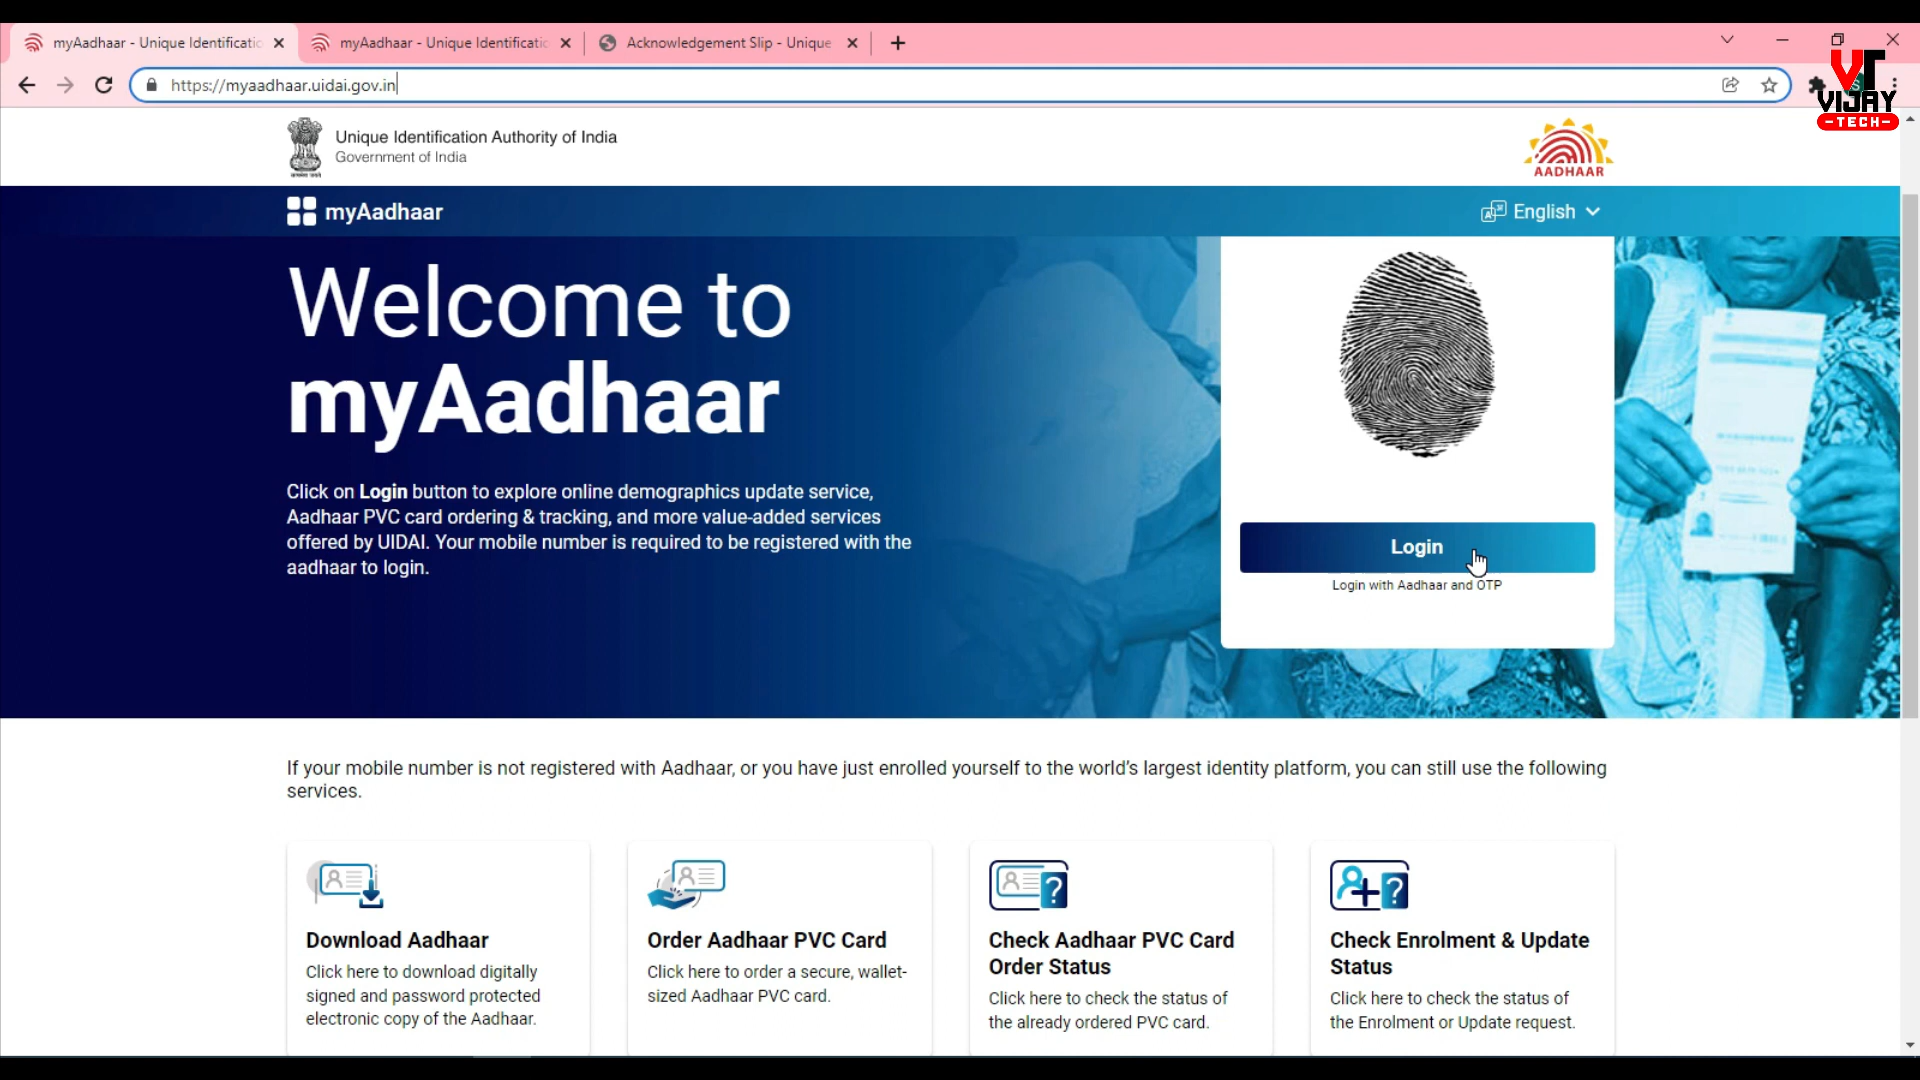 myAadhaar - Unique Identificatio
myAadhaar - Unique Identificatio
Acknowledgement Slip - Unique
https://myaadhaar.uidai.gov.in
VT
VIJAY
-TECH-
Unique Identification Authority of India
Government of India
AADHAAR
myAadhaar
English
Welcome to
myAadhaar
Click on Login button to explore online demographics update service,
Aadhaar PVC card ordering & tracking, and more value-added services
offered by UIDAI. Your mobile number is required to be registered with the
aadhaar to login.
Login
Login with Aadhaar and OTP
If your mobile number is not registered with Aadhaar, or you have just enrolled yourself to the world's largest identity platform, you can still use the following
services.
Download Aadhaar
Click here to download digitally
signed and password protected
electronic copy of the Aadhaar.
Order Aadhaar PVC Card
Click here to order a secure, wallet-
sized Aadhaar PVC card.
Check Aadhaar PVC Card
Order Status
Click here to check the status of
the already ordered PVC card.
Check Enrolment & Update
Status
Click here to check the status of
the Enrolment or Update request.